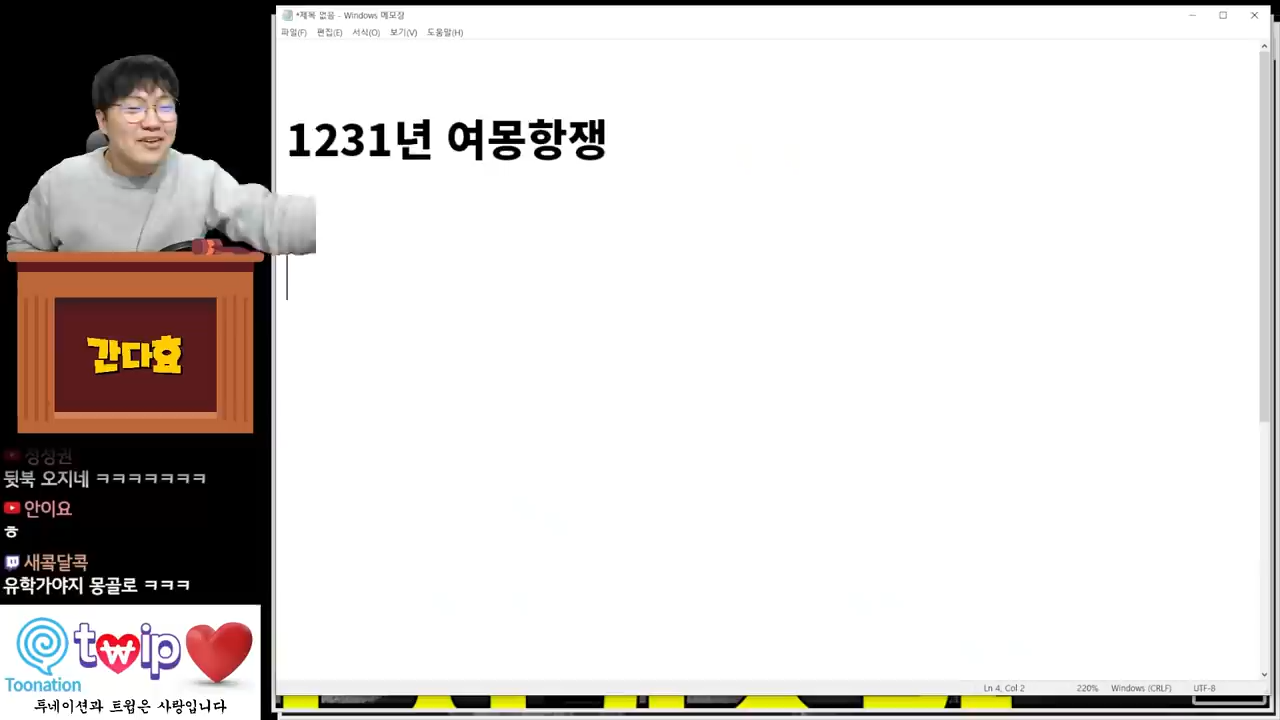 *제목 없음 - Windows 메모장
파일(F) 편집(E) 서식(O) 보기(V) 도움말(H)
1231년 여몽항쟁
간다효
뒷북 오지네 ㅋㅋㅋㅋㅋㅋㅋ
안이요
ㅎ
새콕달콕
유학가야지 몽골로 ㅋㅋㅋ
Toonation
twip
투네이션과 트윕은 사랑입니다
Ln 4, Col 2 220% Windows (CRLF) UTF-8